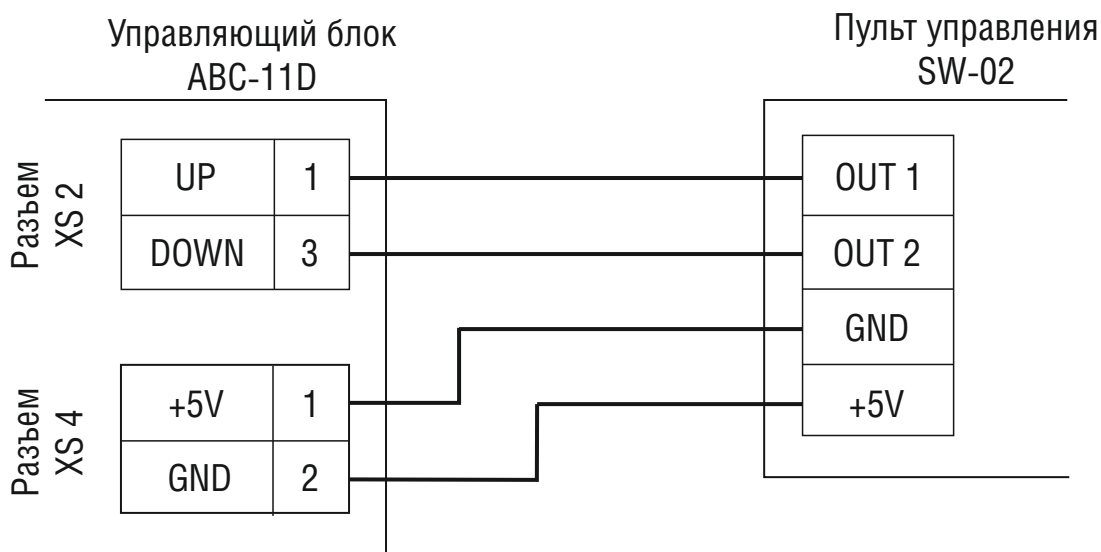 Управляющий блок
ABC-11D
Пульт управления
SW-02
Разъем
XS 2
UP 1
DOWN 3
Разъем
XS 4
+5V 1
GND 2
OUT 1
OUT 2
GND
+5V